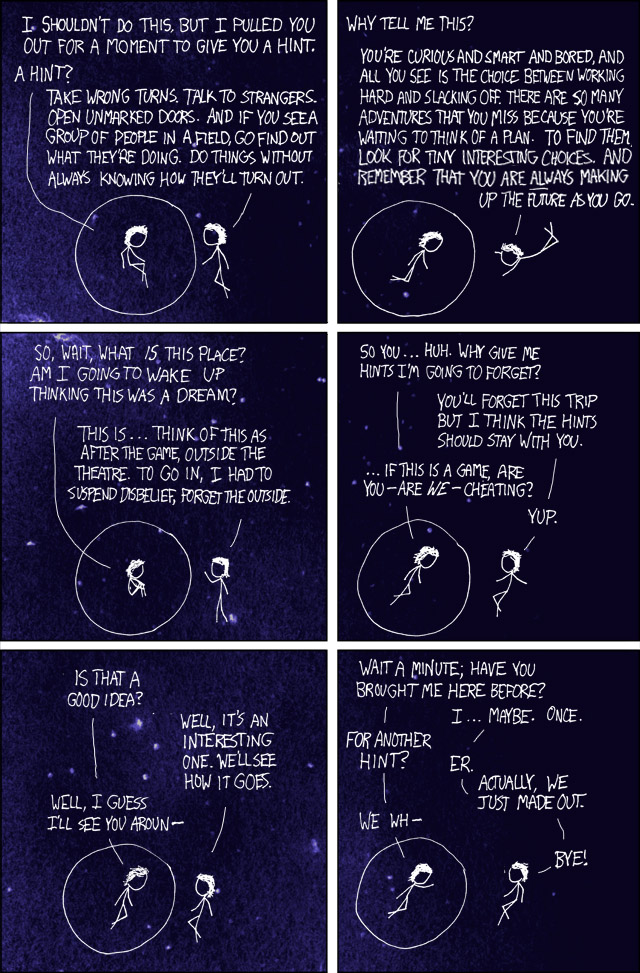 I SHOULDN'T DO THIS, BUT I PULLED YOU
OUT FOR A MOMENT TO GIVE YOU A HINT.
A HINT?
TAKE WRONG TURNS. TALK TO STRANGERS.
OPEN UNMARKED DOORS. AND IF YOU SEE A
GROUP OF PEOPLE IN A FIELD, GO FIND OUT
WHAT THEY'RE DOING. DO THINGS WITHOUT
ALWAYS KNOWING HOW THEY'LL TURN OUT.
WHY TELL ME THIS?
YOU'RE CURIOUS AND SMART AND BORED, AND
ALL YOU SEE IS THE CHOICE BETWEEN WORKING
HARD AND SLACKING OFF. THERE ARE SO MANY
ADVENTURES THAT YOU MISS BECAUSE YOU'RE
WAITING TO THINK OF A PLAN. TO FIND THEM,
LOOK FOR TINY INTERESTING CHOICES. AND
REMEMBER THAT YOU ARE ALWAYS MAKING
UP THE FUTURE AS YOU GO.
SO, WAIT, WHAT IS THIS PLACE?
AM I GOING TO WAKE UP
THINKING THIS WAS A DREAM?
THIS IS... THINK OF THIS AS
AFTER THE GAME, OUTSIDE THE
THEATRE. TO GO IN, I HAD TO
SUSPEND DISBELIEF, FORGET THE OUTSIDE.
SO YOU... HUH. WHY GIVE ME
HINTS I'M GOING TO FORGET?
YOU'LL FORGET THIS TRIP
BUT I THINK THE HINTS
SHOULD STAY WITH YOU.
...IF THIS IS A GAME, ARE
YOU—ARE WE—CHEATING?
YUP.
IS THAT A
GOOD IDEA?
WELL, IT'S AN
INTERESTING
ONE. WE'LL SEE
HOW IT GOES.
WELL, I GUESS
I'LL SEE YOU AROUN—
WAIT A MINUTE; HAVE YOU
BROUGHT ME HERE BEFORE?
I... MAYBE. ONCE.
FOR ANOTHER
HINT?
ER.
ACTUALLY, WE
JUST MADE OUT.
WE WH—
BYE!